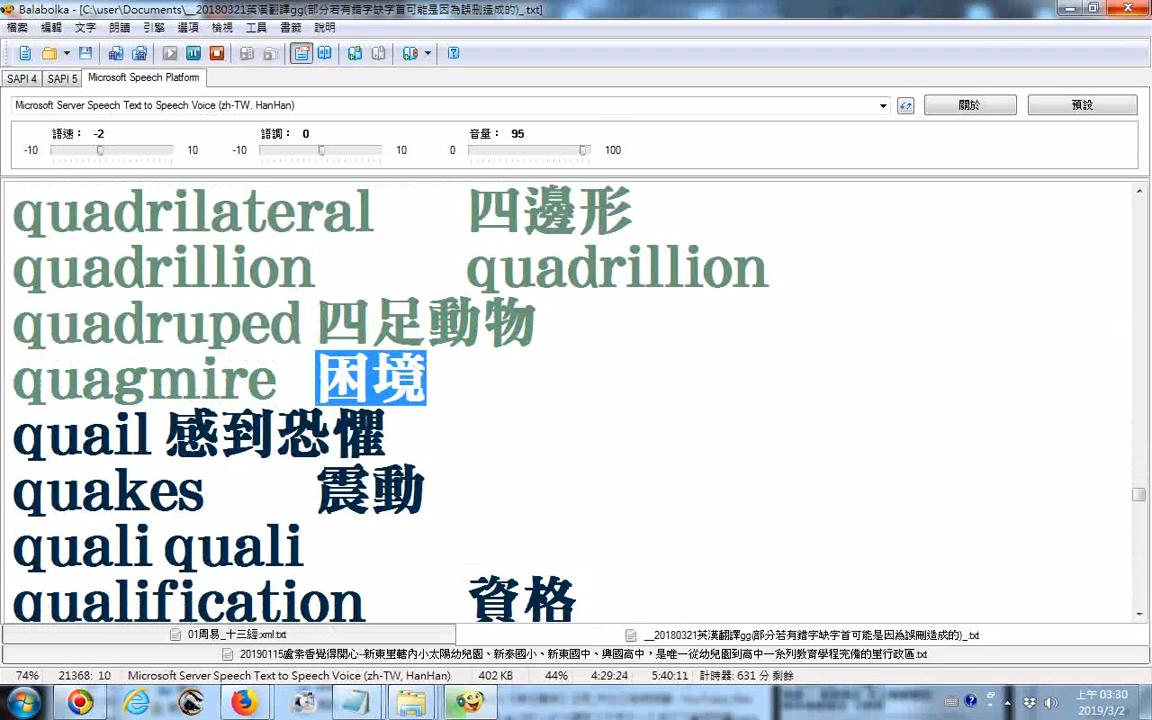 Balabolka - [C:\user\Documents\__20180321英漢翻譯gg(部分若有錯字缺字首可能是因為誤刪造成的)_.txt]
檔案 編輯 文字 朗讀 引擎 選項 檢視 工具 書籤 說明
SAPI 4 SAPI 5 Microsoft Speech Platform
Microsoft Server Speech Text to Speech Voice (zh-TW, HanHan) 關於 預設
語速： -2 語調： 0 音量： 95
-10 10 -10 10 0 100
quadrilateral 四邊形
quadrillion quadrillion
quadruped 四足動物
quagmire 困境
quail 感到恐懼
quakes 震動
quali quali
qualification 資格
01周易_十三經.xml.txt __20180321英漢翻譯gg(部分若有錯字缺字首可能是因為誤刪造成的)_.txt
20190115盧素香覺得開心-新東里轄內小太陽幼兒園、新泰國小、新東國中、興國高中，是唯一從幼兒園到高中一系列教育學程完備的里行政區.txt
74% 21368: 10 Microsoft Server Speech Text to Speech Voice (zh-TW, HanHan) 402 KB 44% 4:29:24 5:40:11 計時器: 631 分 剩餘
上午 03:30
2019/3/2